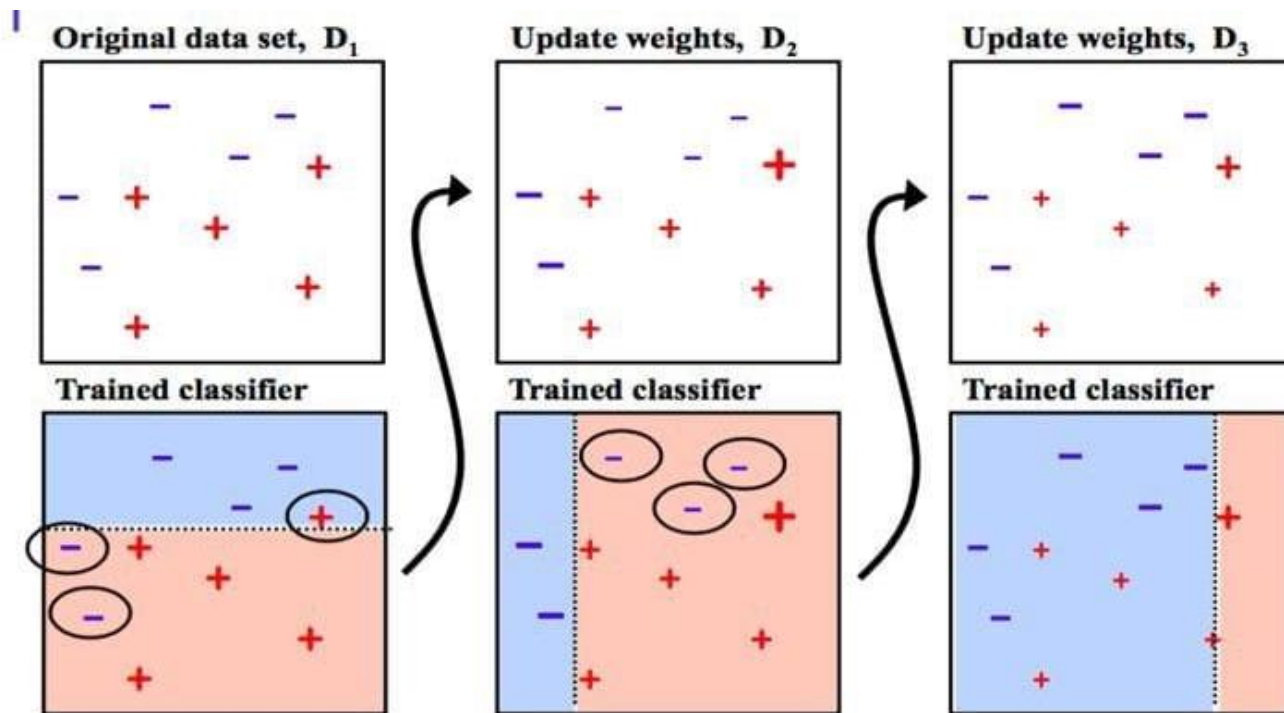 Original data set, D₁
Update weights, D₂
Update weights, D₃
Trained classifier
Trained classifier
Trained classifier